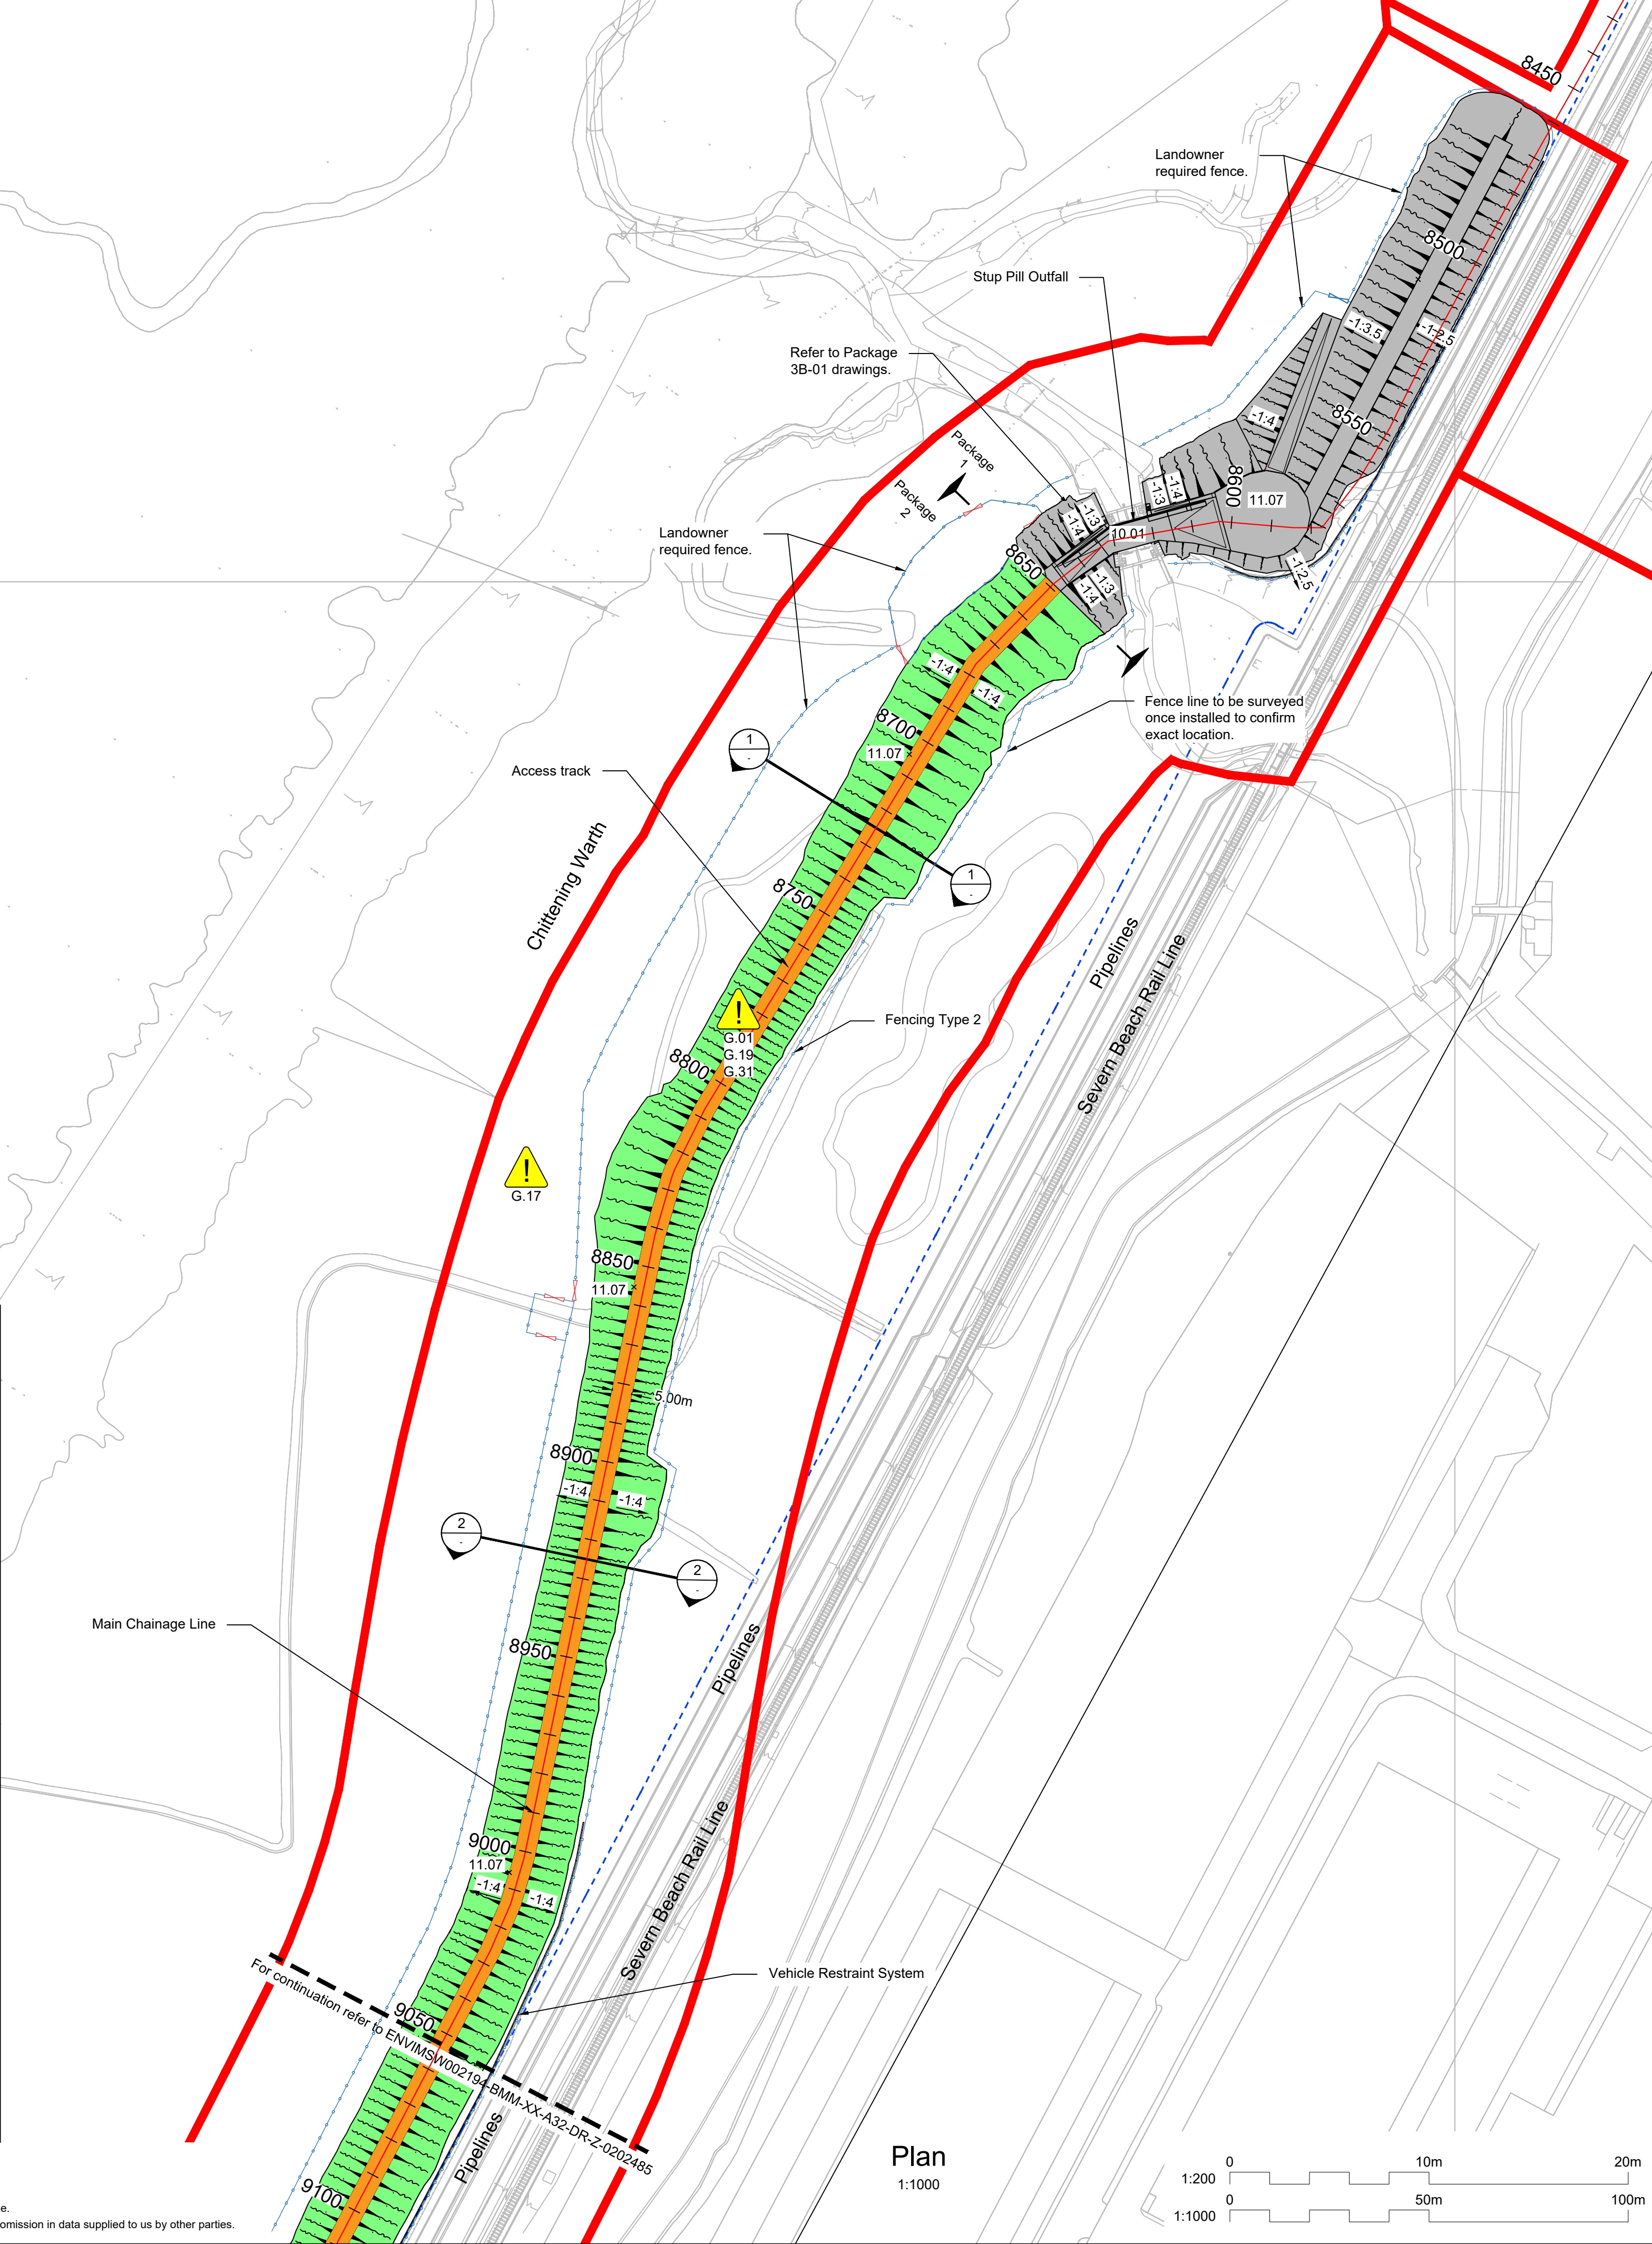 8450
Landowner
required fence.
8500
Stup Pill Outfall
-1:3.5
-1:2.5
Refer to Package
3B-01 drawings.
8550
-1:4
Package
1
Package
2
8600
11.07
-1:3
-1:4
-1:3
-1:4
10.01
Landowner
required fence.
8650
-1:2.5
-1:3
-1:4
-1:4
-1:4
Fence line to be surveyed
once installed to confirm
exact location.
8700
11.07
1
-
Access track
Chittening Warth
1
-
8750
Pipelines
Severn Beach Rail Line
Fencing Type 2
G.01
G.19
G.31
8800
G.17
8850
11.07
5.00m
8900
-1:4
-1:4
2
-
2
-
Main Chainage Line
8950
Pipelines
9000
11.07
-1:4
-1:4
Severn Beach Rail Line
Vehicle Restraint System
For continuation refer to ENVIMSW002194-BMM-XX-A32-DR-Z-0202485
9050
Pipelines
Plan
1:1000
9100
0 10m 20m
1:200
0 50m 100m
1:1000
e.
omission in data supplied to us by other parties.